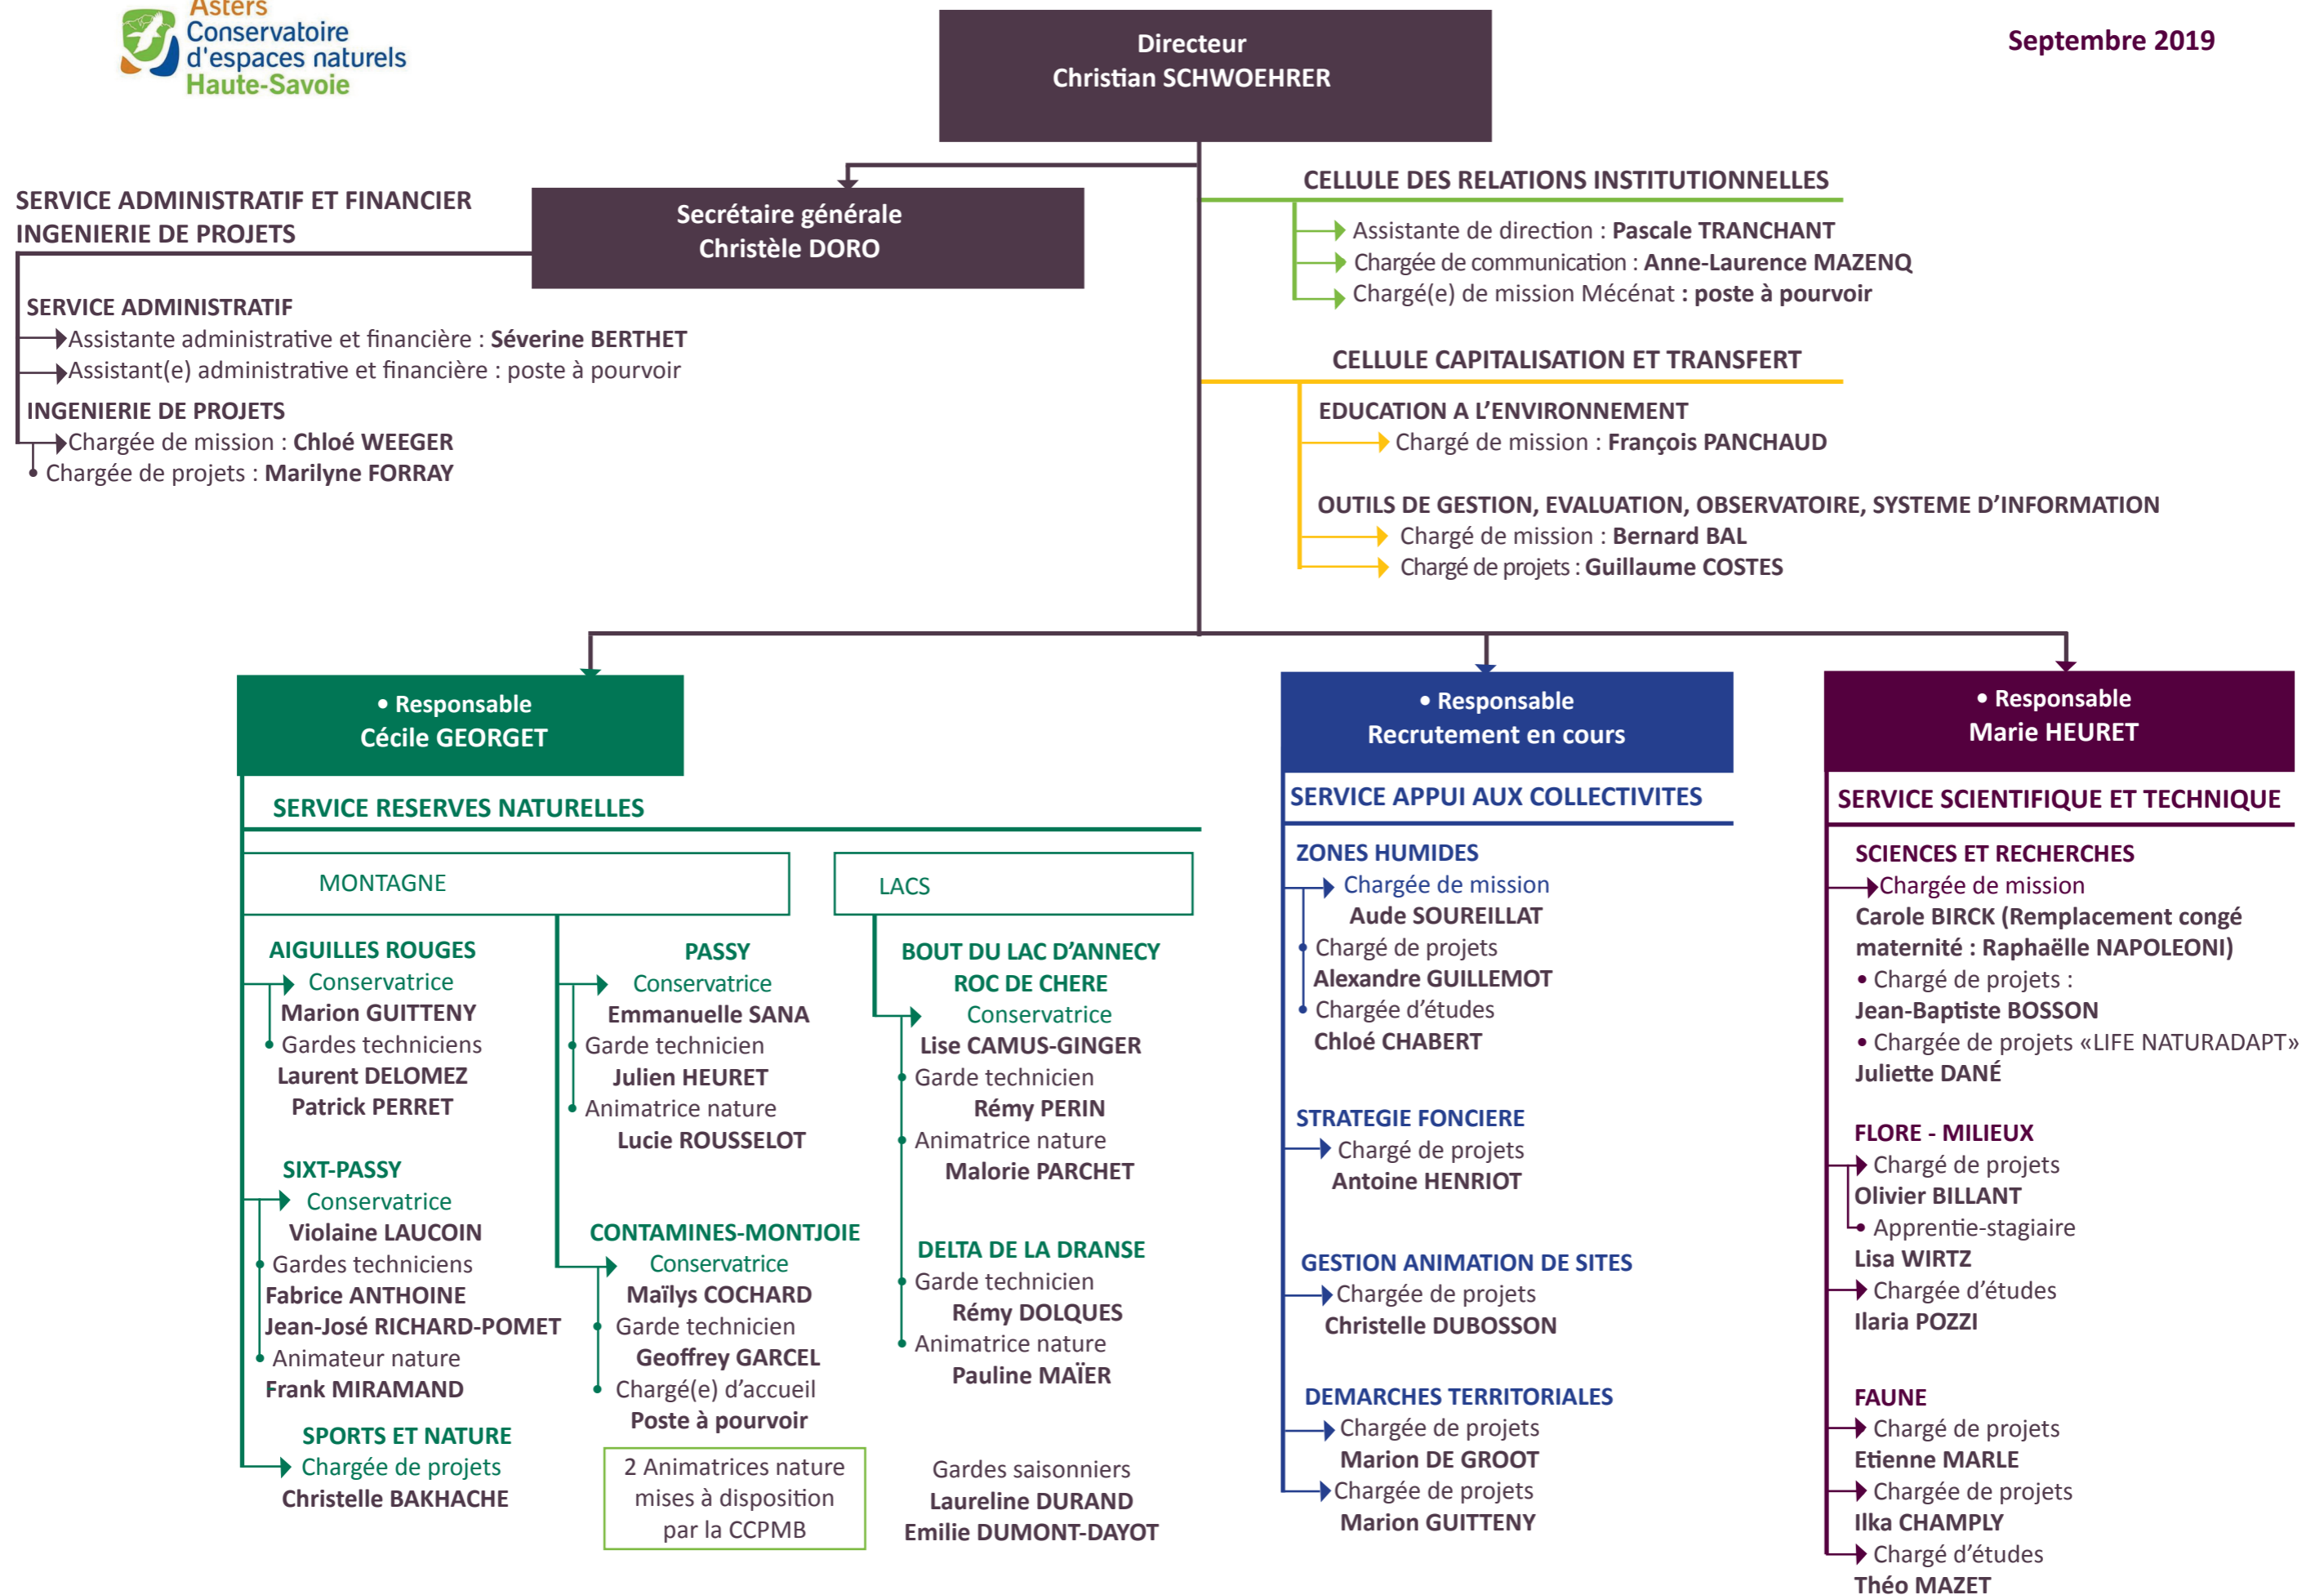 Asters
Conservatoire
d'espaces naturels
Haute-Savoie
Directeur
Christian SCHWOEHRER
Septembre 2019
SERVICE ADMINISTRATIF ET FINANCIER
INGENIERIE DE PROJETS
Secrétaire générale
Christèle DORO
SERVICE ADMINISTRATIF
Assistante administrative et financière : Séverine BERTHET
Assistant(e) administrative et financière : poste à pourvoir
INGENIERIE DE PROJETS
Chargée de mission : Chloé WEEGER
• Chargée de projets : Marilyne FORRAY
CELLULE DES RELATIONS INSTITUTIONNELLES
Assistante de direction : Pascale TRANCHANT
Chargée de communication : Anne-Laurence MAZENQ
Chargé(e) de mission Mécénat : poste à pourvoir
CELLULE CAPITALISATION ET TRANSFERT
EDUCATION A L'ENVIRONNEMENT
Chargé de mission : François PANCHAUD
OUTILS DE GESTION, EVALUATION, OBSERVATOIRE, SYSTEME D'INFORMATION
Chargé de mission : Bernard BAL
Chargé de projets : Guillaume COSTES
• Responsable
Cécile GEORGET
SERVICE RESERVES NATURELLES
MONTAGNE
AIGUILLES ROUGES
Conservatrice
Marion GUITTENY
• Gardes techniciens
Laurent DELOMEZ
Patrick PERRET
SIXT-PASSY
Conservatrice
Violaine LAUCOIN
• Gardes techniciens
Fabrice ANTHOINE
Jean-José RICHARD-POMET
• Animateur nature
Frank MIRAMAND
SPORTS ET NATURE
Chargée de projets
Christelle BAKHACHE
PASSY
Conservatrice
Emmanuelle SANA
• Garde technicien
Julien HEURET
• Animatrice nature
Lucie ROUSSELOT
CONTAMINES-MONTJOIE
Conservatrice
Maïlys COCHARD
• Garde technicien
Geoffrey GARCEL
• Chargé(e) d'accueil
Poste à pourvoir
2 Animatrices nature
mises à disposition
par la CCPMB
LACS
BOUT DU LAC D'ANNECY
ROC DE CHERE
Conservatrice
Lise CAMUS-GINGER
• Garde technicien
Rémy PERIN
• Animatrice nature
Malorie PARCHET
DELTA DE LA DRANSE
• Garde technicien
Rémy DOLQUES
• Animatrice nature
Pauline MAÏER
Gardes saisonniers
Laureline DURAND
Emilie DUMONT-DAYOT
• Responsable
Recrutement en cours
SERVICE APPUI AUX COLLECTIVITES
ZONES HUMIDES
Chargée de mission
Aude SOUREILLAT
• Chargé de projets
Alexandre GUILLEMOT
• Chargée d'études
Chloé CHABERT
STRATEGIE FONCIERE
Chargé de projets
Antoine HENRIOT
GESTION ANIMATION DE SITES
Chargée de projets
Christelle DUBOSSON
DEMARCHES TERRITORIALES
Chargée de projets
Marion DE GROOT
Chargée de projets
Marion GUITTENY
• Responsable
Marie HEURET
SERVICE SCIENTIFIQUE ET TECHNIQUE
SCIENCES ET RECHERCHES
Chargée de mission
Carole BIRCK (Remplacement congé
maternité : Raphaëlle NAPOLEONI)
• Chargé de projets :
Jean-Baptiste BOSSON
• Chargée de projets «LIFE NATURADAPT»
Juliette DANÉ
FLORE - MILIEUX
Chargé de projets
Olivier BILLANT
• Apprentie-stagiaire
Lisa WIRTZ
Chargée d'études
Ilaria POZZI
FAUNE
Chargé de projets
Etienne MARLE
Chargée de projets
Ilka CHAMPLY
Chargé d'études
Théo MAZET